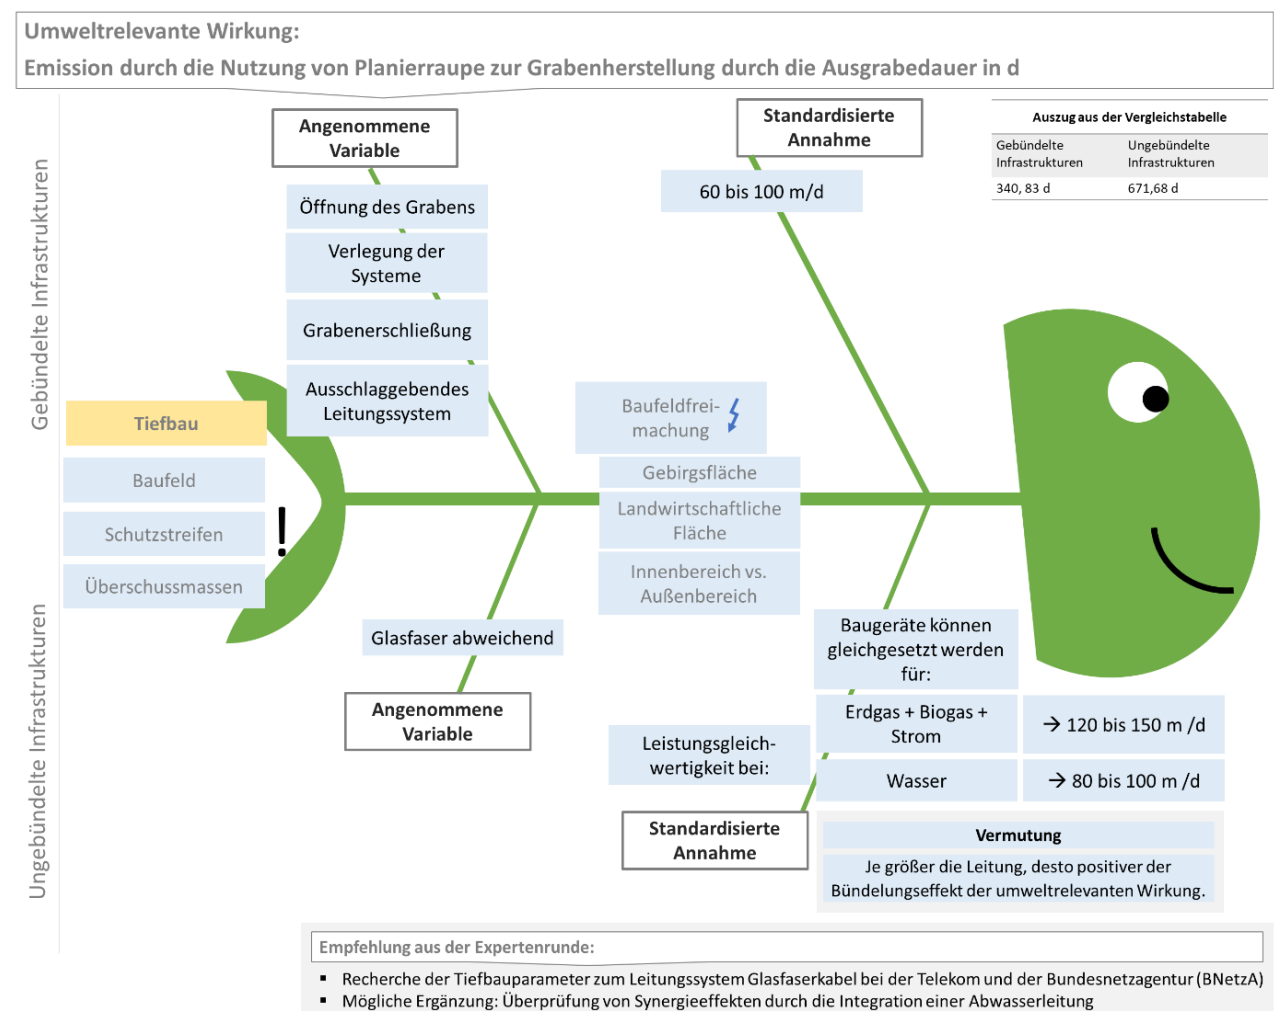 Umweltrelevante Wirkung:
Emission durch die Nutzung von Planierraupe zur Grabenherstellung durch die Ausgrabedauer in d
Gebündelte Infrastrukturen
Angenommene
Variable
Öffnung des Grabens
Verlegung der
Systeme
Grabenerschließung
Ausschlaggebendes
Leitungssystem
Standardisierte
Annahme
60 bis 100 m/d
Auszug aus der Vergleichstabelle
Gebündelte
Infrastrukturen
Ungebündelte
Infrastrukturen
340, 83 d
671,68 d
Tiefbau
Baufeld
Schutzstreifen
Überschussmassen
!
Baufeldfrei-
machung
Gebirgsfläche
Landwirtschaftliche
Fläche
Innenbereich vs.
Außenbereich
Ungebündelte Infrastrukturen
Glasfaser abweichend
Angenommene
Variable
Baugeräte können
gleichgesetzt werden
für:
Leistungsgleich-
wertigkeit bei:
Erdgas + Biogas +
Strom
→ 120 bis 150 m /d
Wasser
→ 80 bis 100 m /d
Standardisierte
Annahme
Vermutung
Je größer die Leitung, desto positiver der
Bündelungseffekt der umweltrelevanten Wirkung.
Empfehlung aus der Expertenrunde:
▪ Recherche der Tiefbauparameter zum Leitungssystem Glasfaserkabel bei der Telekom und der Bundesnetzagentur (BNetzA)
▪ Mögliche Ergänzung: Überprüfung von Synergieeffekten durch die Integration einer Abwasserleitung